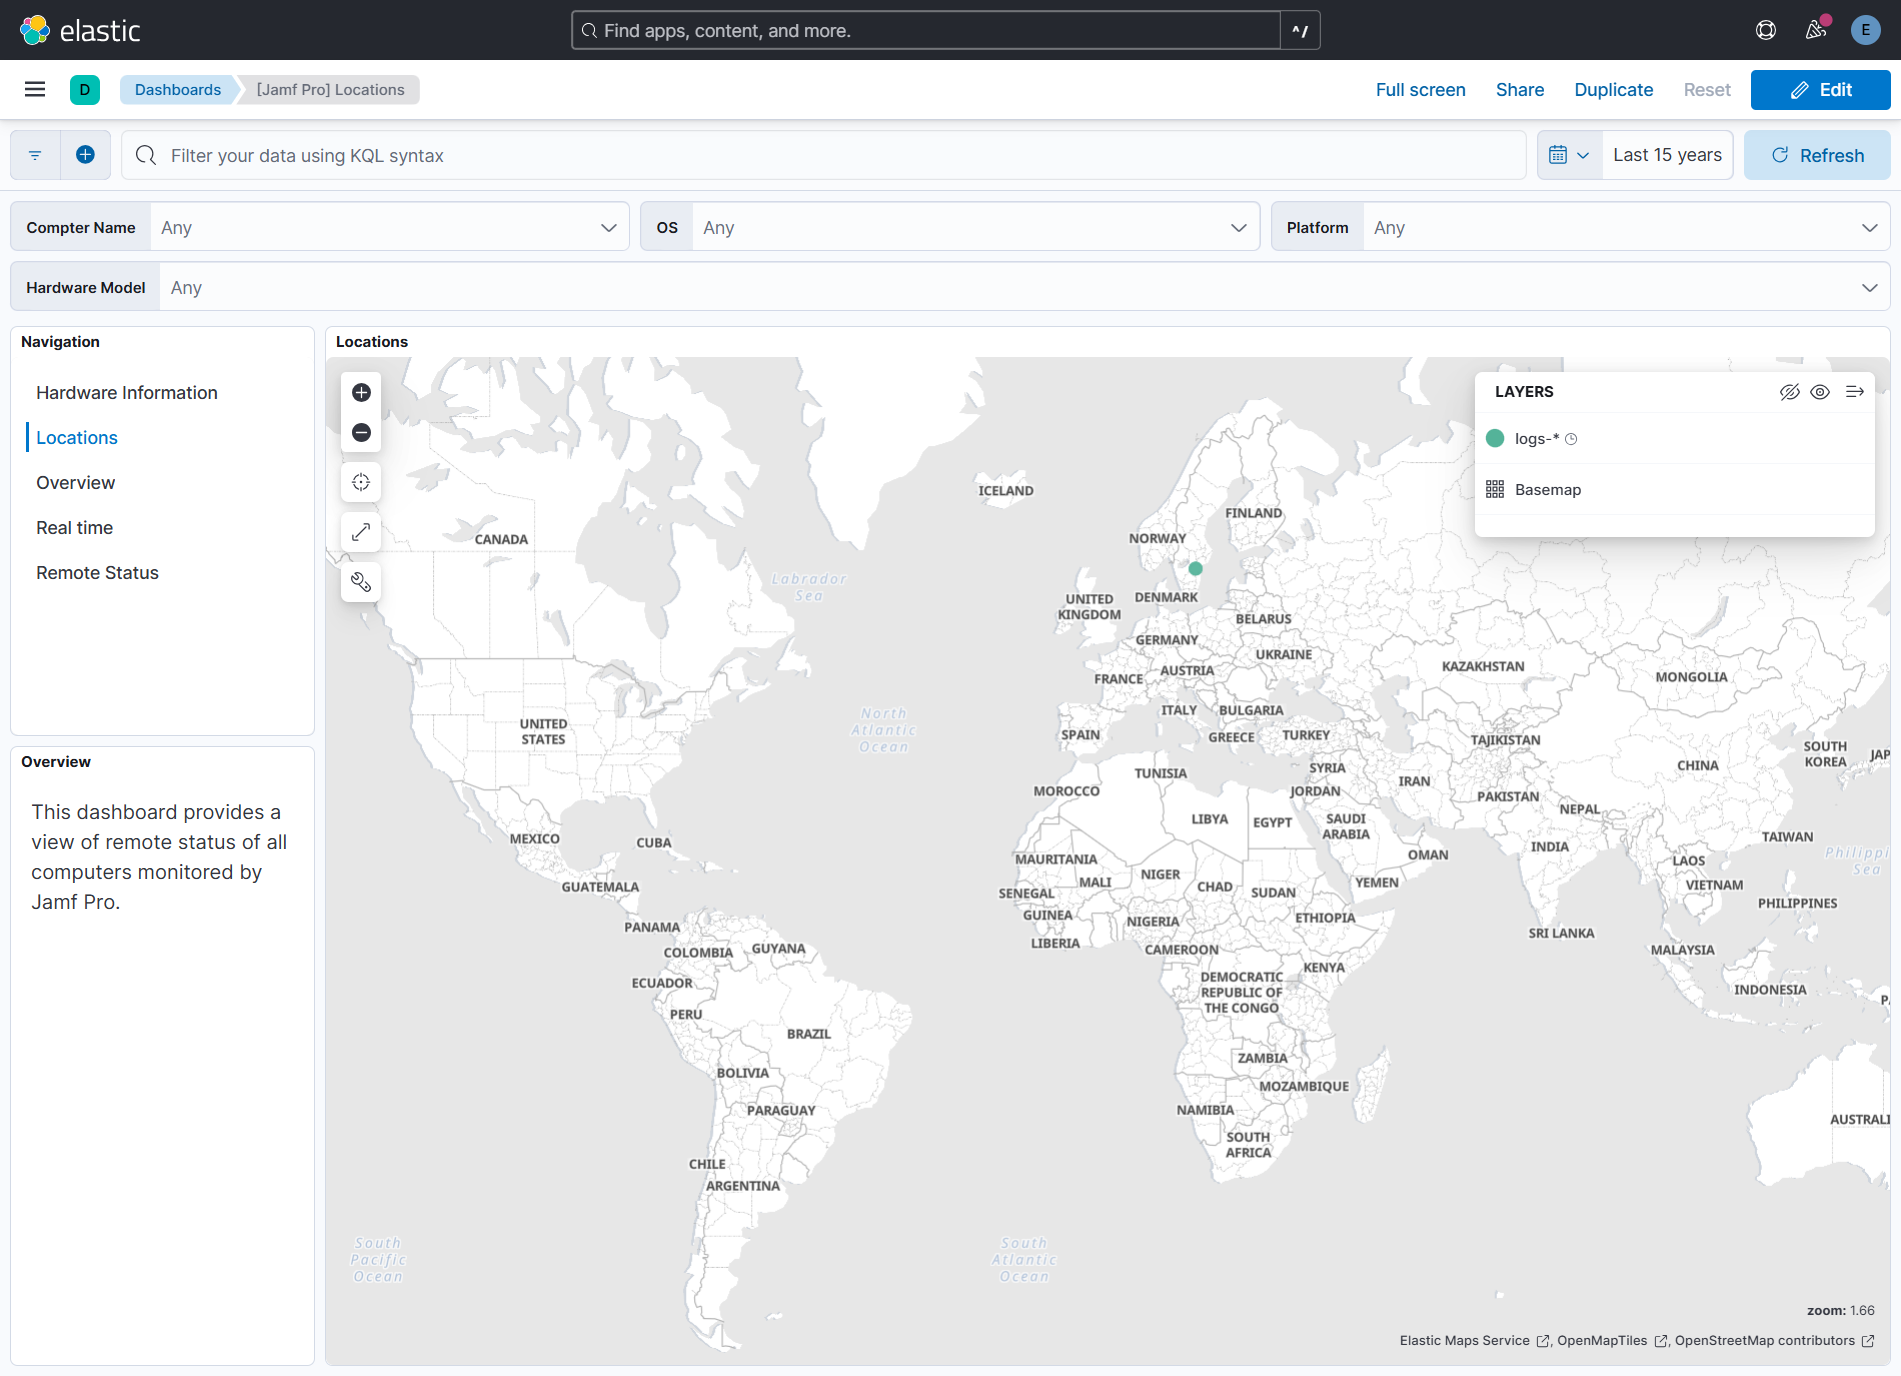 elastic
Find apps, content, and more.
^/
E
D
Dashboards
[Jamf Pro] Locations
Full screen
Share
Duplicate
Reset
Edit
Filter your data using KQL syntax
Last 15 years
Refresh
Compter Name
Any
OS
Any
Platform
Any
Hardware Model
Any
Navigation
Hardware Information
Locations
Overview
Real time
Remote Status
Overview
This dashboard provides a
view of remote status of all
computers monitored by
Jamf Pro.
Locations
LAYERS
logs-*
Basemap
ICELAND
FINLAND
NORWAY
CANADA
Labrador
Sea
UNITED
KINGDOM
DENMARK
BELARUS
GERMANY
UKRAINE
AUSTRIA
FRANCE
KAZAKHSTAN
MONGOLIA
North
Atlantic
Ocean
ITALY
BULGARIA
UNITED
STATES
SPAIN
GREECE
TURKEY
TAJIKISTAN
SOUTH
KOREA
JAP
CHINA
TUNISIA
SYRIA
IRAN
MOROCCO
JORDAN
PAKISTAN
NEPAL
LIBYA
EGYPT
SAUDI
ARABIA
TAIWAN
MEXICO
CUBA
INDIA
OMAN
Philippi
Sea
MAURITANIA
LAOS
NIGER
MALI
CHAD
YEMEN
VIETNAM
GUATEMALA
SENEGAL
SUDAN
PHILIPPINES
GUINEA
NIGERIA
ETHIOPIA
PANAMA
SRI LANKA
LIBERIA
CAMEROON
MALAYSIA
COLOMBIA
GUYANA
KENYA
ECUADOR
DEMOCRATIC
REPUBLIC OF
THE CONGO
INDONESIA
P
PERU
BRAZIL
ZAMBIA
BOLIVIA
MOZAMBIQUE
PARAGUAY
NAMIBIA
AUSTRALI
SOUTH
AFRICA
CHILE
ARGENTINA
South
Pacific
Ocean
South
Atlantic
Ocean
zoom: 1.66
Elastic Maps Service , OpenMapTiles , OpenStreetMap contributors